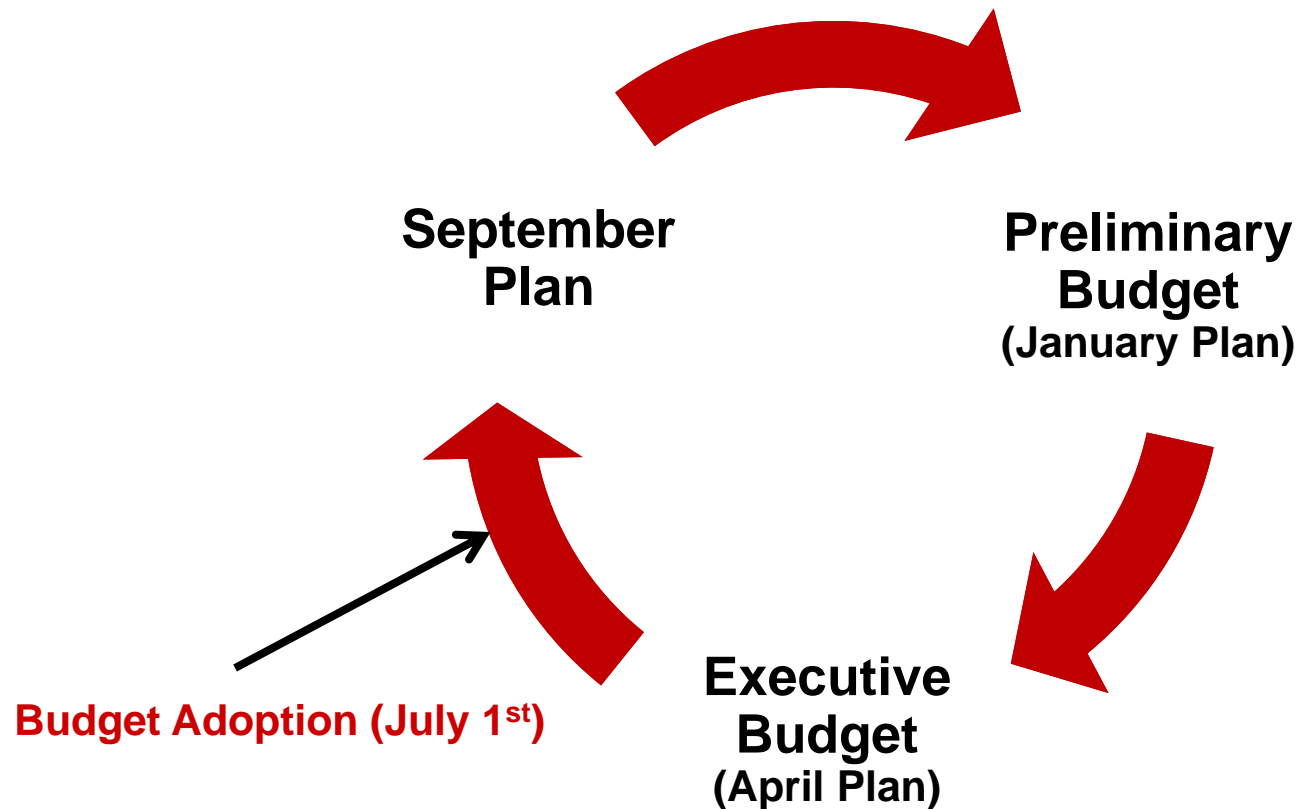 September
Plan
Preliminary
Budget
(January Plan)
Executive
Budget
(April Plan)
Budget Adoption (July 1st)